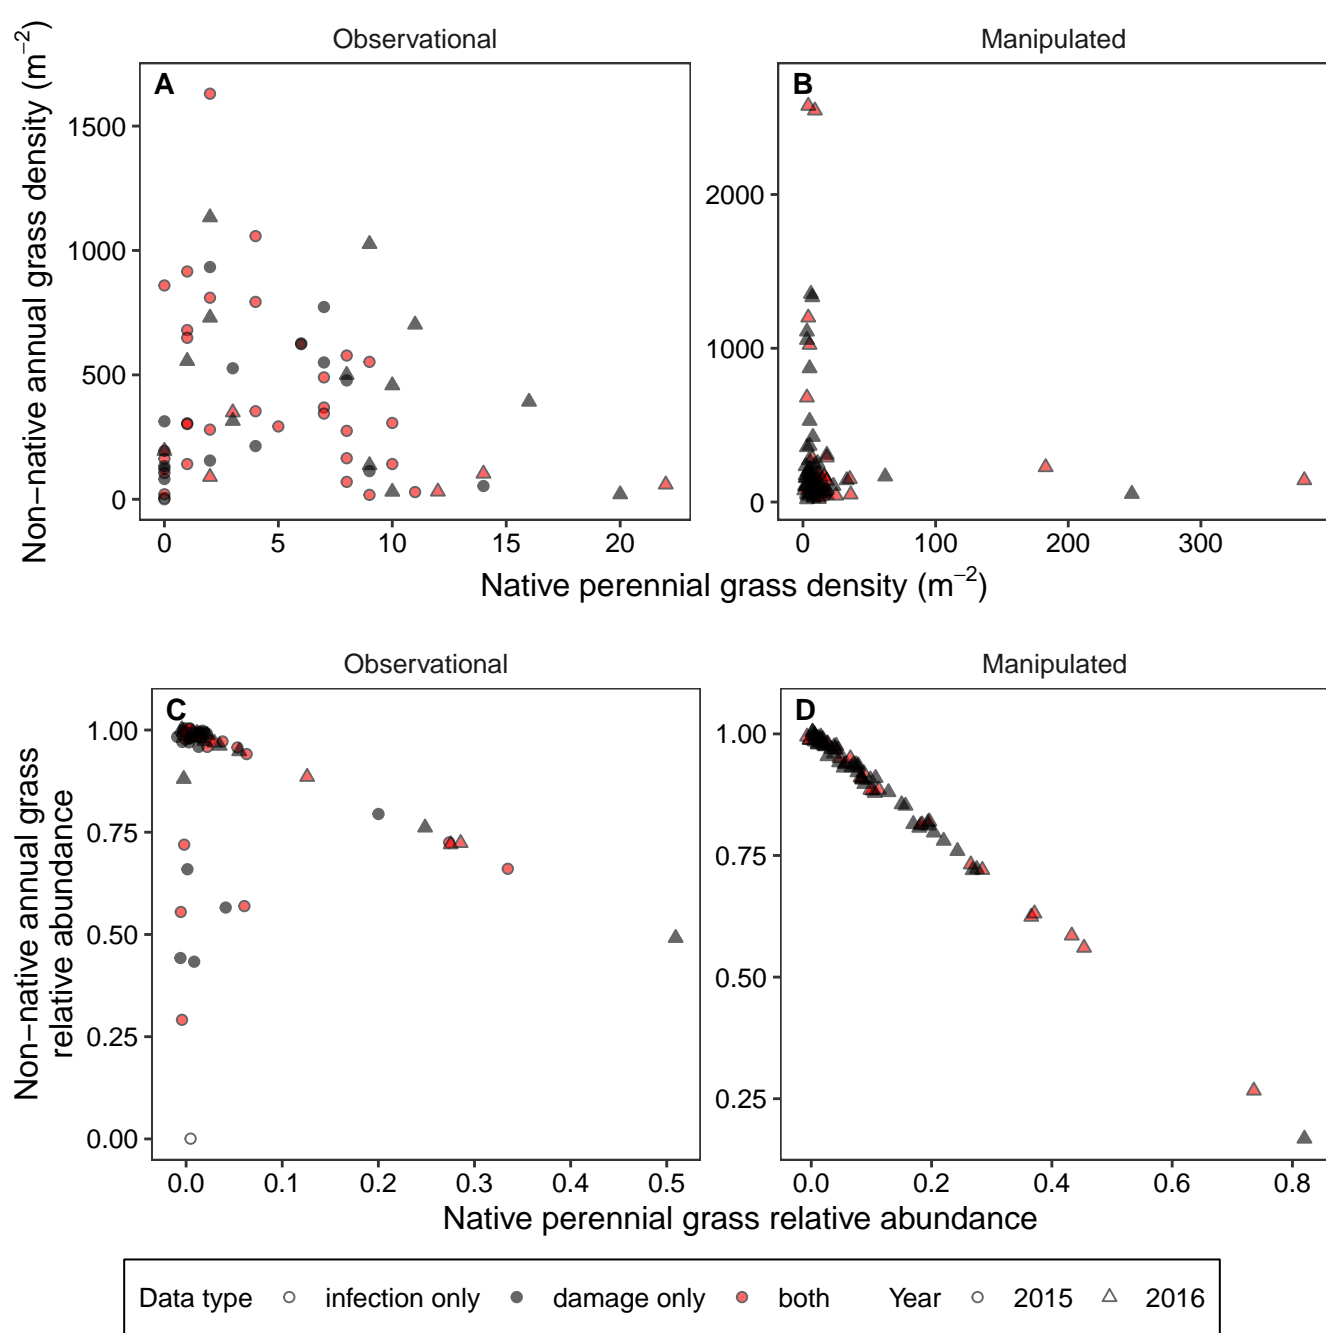 Observational
Manipulated
A
B
Non−native annual grass density (m−2)
1500
1000
500
0
2000
1000
0
0 5 10 15 20
0 100 200 300
Native perennial grass density (m−2)
Observational
Manipulated
C
D
Non−native annual grass
relative abundance
1.00
0.75
0.50
0.25
0.00
1.00
0.75
0.50
0.25
0.0 0.1 0.2 0.3 0.4 0.5
0.0 0.2 0.4 0.6 0.8
Native perennial grass relative abundance
Data type infection only damage only both Year 2015 2016